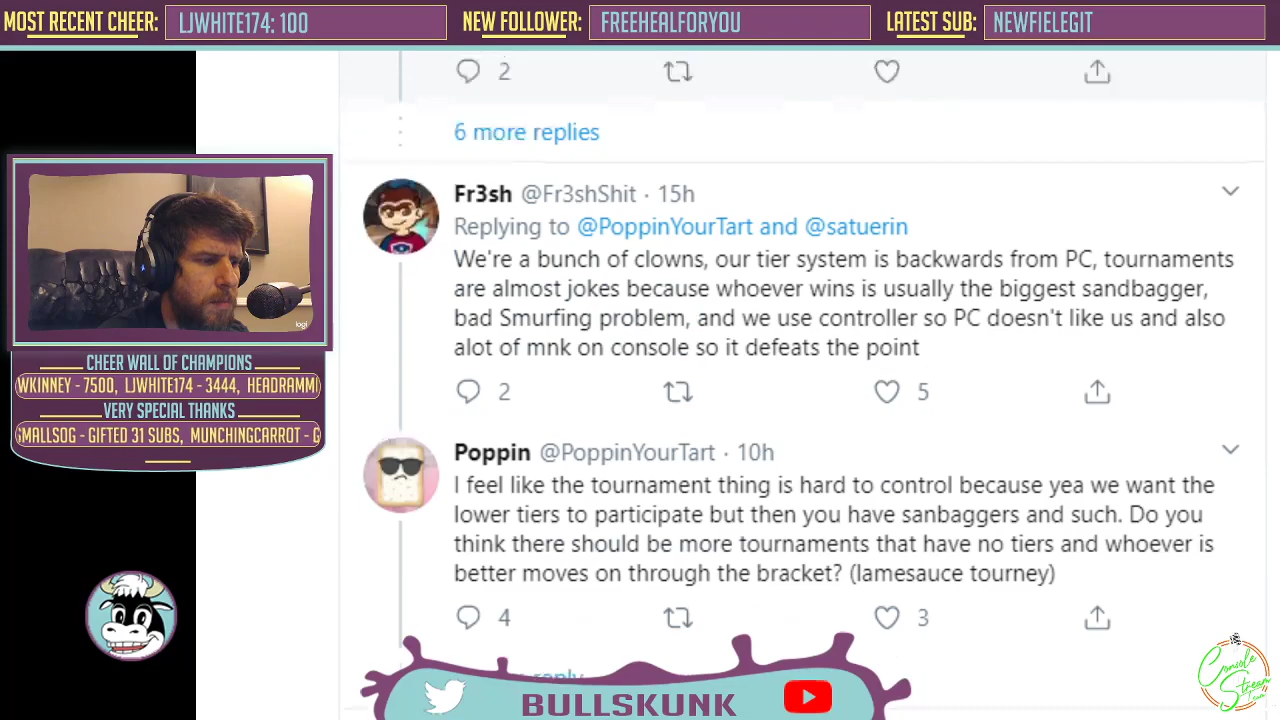 MOST RECENT CHEER: LJWHITE174: 100 NEW FOLLOWER: FREEHEALFORYOU LATEST SUB: NEWFIELEGIT
2
6 more replies
Fr3sh @Fr3shShit · 15h
Replying to @PoppinYourTart and @satuerin
We're a bunch of clowns, our tier system is backwards from PC, tournaments
are almost jokes because whoever wins is usually the biggest sandbagger,
bad Smurfing problem, and we use controller so PC doesn't like us and also
alot of mnk on console so it defeats the point
2 5
Poppin @PoppinYourTart · 10h
I feel like the tournament thing is hard to control because yea we want the
lower tiers to participate but then you have sanbaggers and such. Do you
think there should be more tournaments that have no tiers and whoever is
better moves on through the bracket? (lamesauce tourney)
4 3
logi
CHEER WALL OF CHAMPIONS
WKINNEY - 7500, LJWHITE174 - 3444, HEADRAMM
VERY SPECIAL THANKS
GMALLSOG - GIFTED 31 SUBS, MUNCHINGCARROT - G
BULLSKUNK
Console
Stream
.com